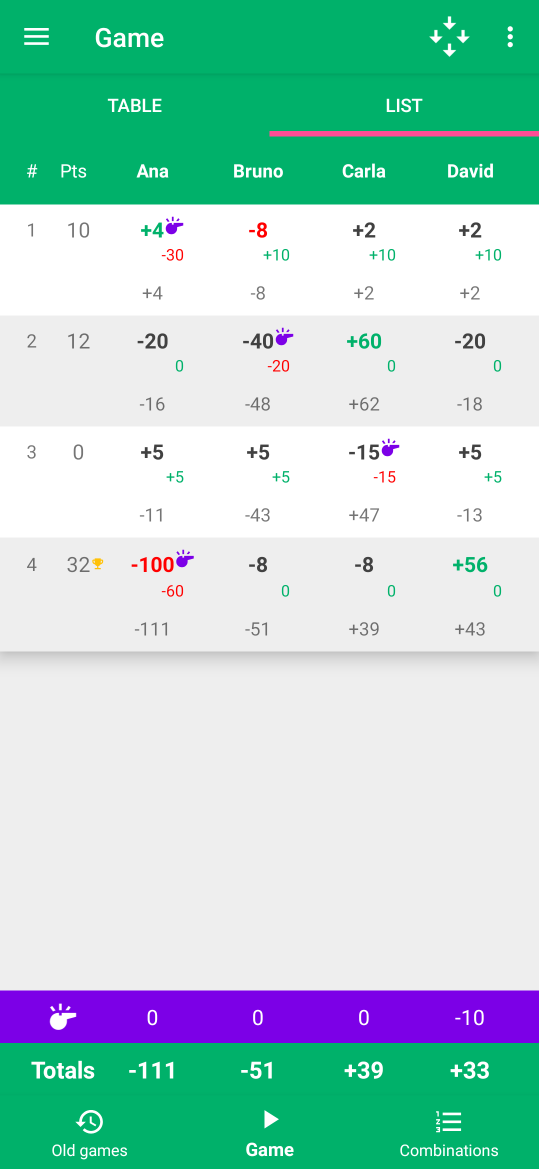 Game
TABLE LIST
# Pts Ana Bruno Carla David
1 10 +4 -8 +2 +2
-30 +10 +10 +10
+4 -8 +2 +2
2 12 -20 -40 +60 -20
0 -20 0 0
-16 -48 +62 -18
3 0 +5 +5 -15 +5
+5 +5 -15 +5
-11 -43 +47 -13
4 32 -100 -8 -8 +56
-60 0 0 0
-111 -51 +39 +43
0 0 0 -10
Totals -111 -51 +39 +33
Old games Game Combinations